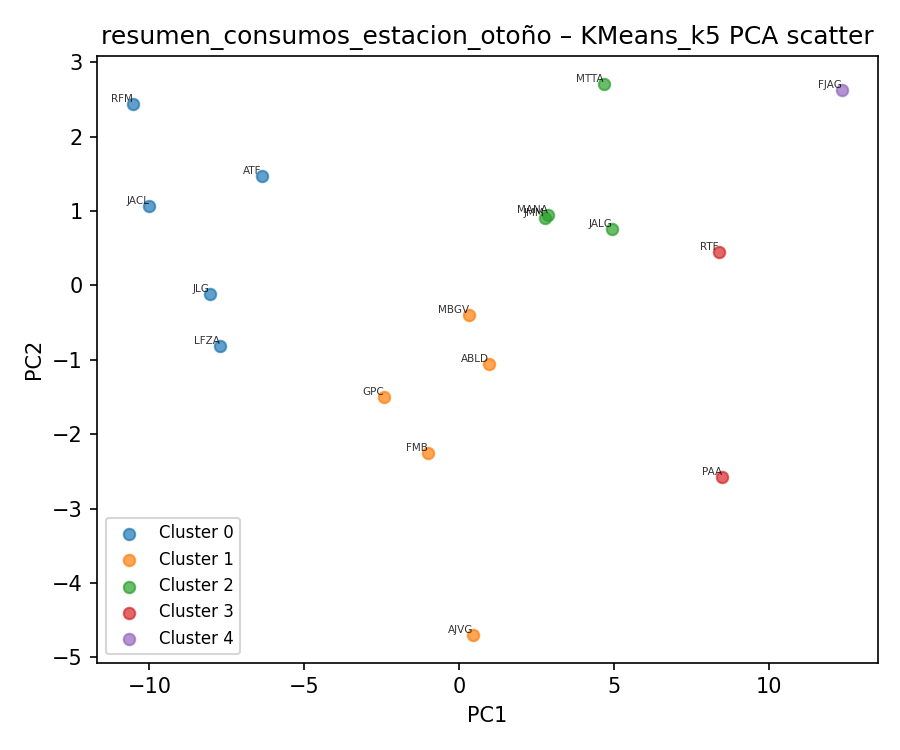 resumen_consumos_estacion_otoño – KMeans_k5 PCA scatter
3
2
1
0
−1
−2
−3
−4
−5
PC2
−10
−5
0
5
10
PC1
RFM
MTTA
FJAG
ATF
JACL
MANA
JALG
RTF
JLG
MBGV
LFZA
ABLD
GPC
FMB
PAA
AJVG
Cluster 0
Cluster 1
Cluster 2
Cluster 3
Cluster 4